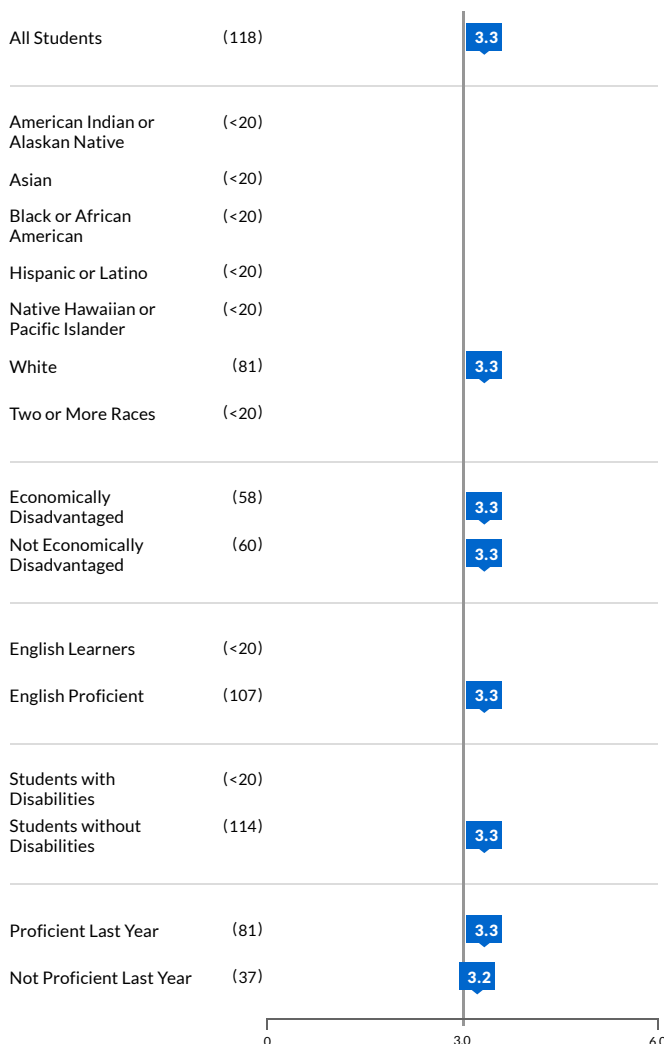 All Students (118) 3.3
American Indian or (<20)
Alaskan Native
Asian (<20)
Black or African (<20)
American
Hispanic or Latino (<20)
Native Hawaiian or (<20)
Pacific Islander
White (81) 3.3
Two or More Races (<20)
Economically (58) 3.3
Disadvantaged
Not Economically (60) 3.3
Disadvantaged
English Learners (<20)
English Proficient (107) 3.3
Students with (<20)
Disabilities
Students without (114) 3.3
Disabilities
Proficient Last Year (81) 3.3
Not Proficient Last Year (37) 3.2
0 3.0 6.0